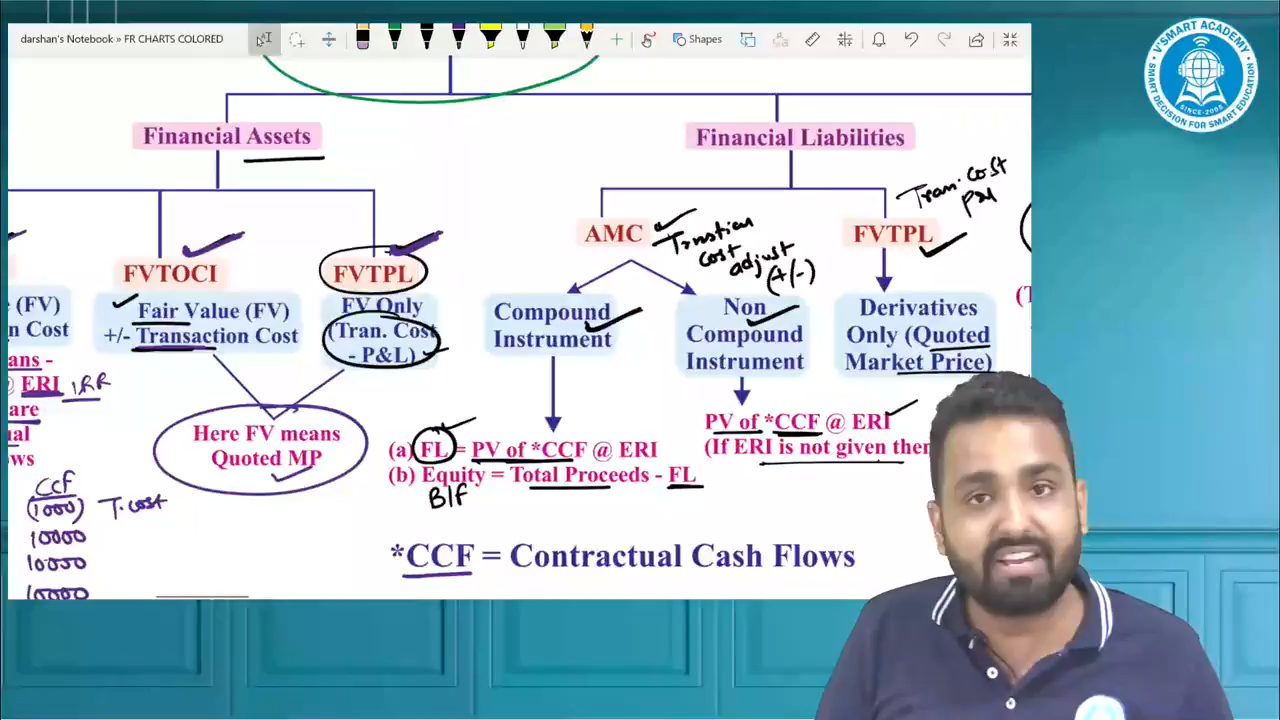 darshan's Notebook » FR CHARTS COLORED
Shapes
V'SMART ACADEMY
SMART DECISION FOR SMART EDUCATION
SINCE-2005
Financial Assets
Financial Liabilities
Tran. cost
P&L
AMC
FVTPL
FVTOCI
FVTPL
cost
adjust
(+/-)
e (FV)
on Cost
Fair Value (FV)
+/- Transaction Cost
FV Only
(Tran. Cost
- P&L)
Compound
Instrument
Non
Compound
Instrument
Derivatives
Only (Quoted
Market Price)
ans -
@ ERI IRR
are
al
ows
Here FV means
Quoted MP
(a) FL = PV of *CCF @ ERI
(b) Equity = Total Proceeds - FL
B/F
PV of *CCF @ ERI
(If ERI is not given then
CCF
(1000) T.cost
10000
10000
10000
*CCF = Contractual Cash Flows